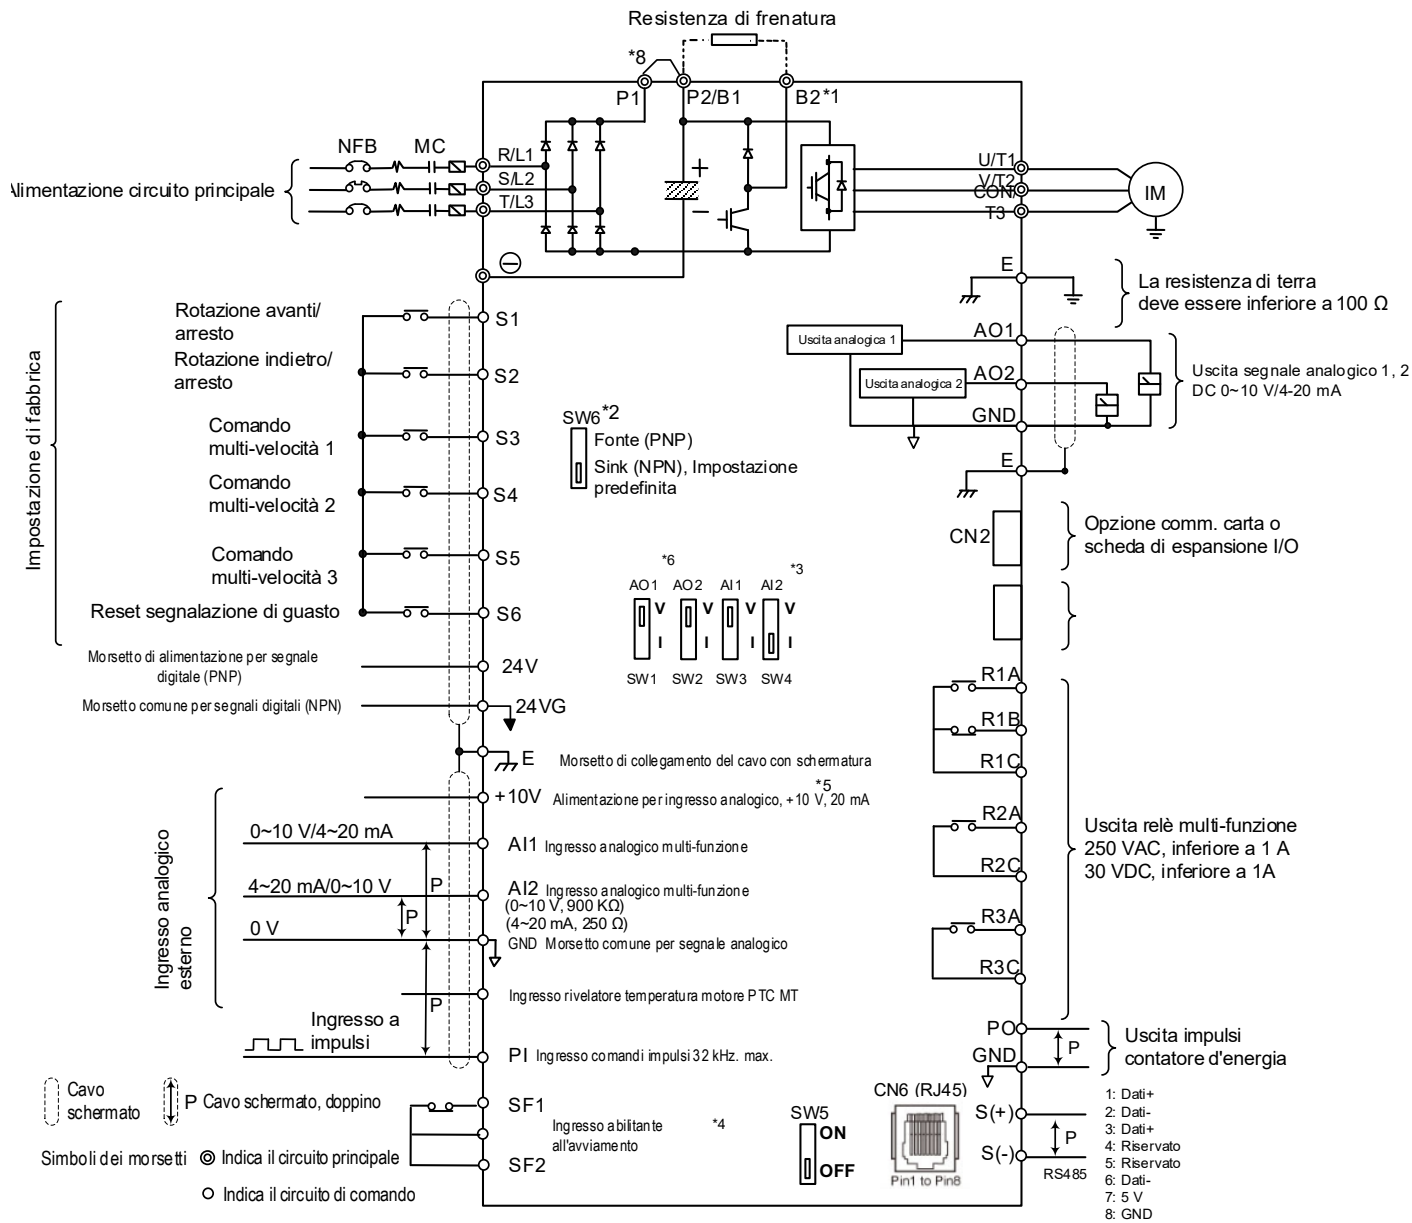 Resistenza di frenatura
*8
P1
P2/B1
B2*1
NFB
MC
Alimentazione circuito principale
R/L1
S/L2
T/L3
+
−
U/T1
V/T2
CON/
T3
IM
E
La resistenza di terra
deve essere inferiore a 100 Ω
Impostazione di fabbrica
Rotazione avanti/
arresto
S1
Rotazione indietro/
arresto
S2
Comando
multi-velocità 1
S3
Comando
multi-velocità 2
S4
Comando
multi-velocità 3
S5
Reset segnalazione di guasto
S6
Morsetto di alimentazione per segnale
digitale (PNP)
24V
Morsetto comune per segnali digitali (NPN)
24VG
E
Morsetto di collegamento del cavo con schermatura
SW6*2
Fonte (PNP)
Sink (NPN), Impostazione
predefinita
*6
*3
AO1
AO2
AI1
AI2
V
V
V
V
I
I
I
I
SW1
SW2
SW3
SW4
Uscita analogica 1
AO1
Uscita analogica 2
AO2
GND
E
Uscita segnale analogico 1, 2
DC 0~10 V/4-20 mA
CN2
Opzione comm. carta o
scheda di espansione I/O
R1A
R1B
R1C
R2A
R2C
R3A
R3C
Uscita relè multi-funzione
250 VAC, inferiore a 1 A
30 VDC, inferiore a 1A
Ingresso analogico
esterno
+10V
Alimentazione per ingresso analogico, +10 V, 20 mA
*5
0~10 V/4~20 mA
AI1 Ingresso analogico multi-funzione
4~20 mA/0~10 V
P
AI2 Ingresso analogico multi-funzione
(0~10 V, 900 KΩ)
(4~20 mA, 250 Ω)
P
0 V
GND Morsetto comune per segnale analogico
P
Ingresso rivelatore temperatura motore PTC MT
Ingresso a
impulsi
PI Ingresso comandi impulsi 32 kHz. max.
PO
P
GND
Uscita impulsi
contatore d'energia
Cavo
schermato
P Cavo schermato, doppino
Simboli dei morsetti
Indica il circuito principale
Indica il circuito di comando
SF1
Ingresso abilitante
all'avviamento
*4
SF2
SW5
ON
OFF
CN6 (RJ45)
Pin1 to Pin8
S(+)
P
S(-)
RS485
1: Dati+
2: Dati-
3: Dati+
4: Riservato
5: Riservato
6: Dati-
7: 5 V
8: GND